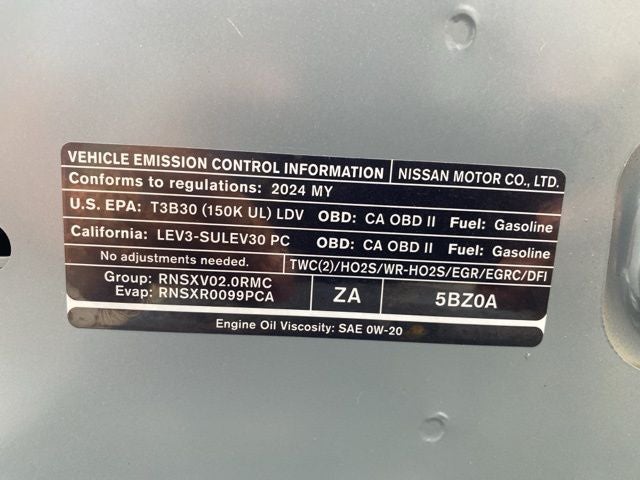 VEHICLE EMISSION CONTROL INFORMATION NISSAN MOTOR CO., LTD.
Conforms to regulations: 2024 MY
U.S. EPA: T3B30 (150K UL) LDV OBD: CA OBD II Fuel: Gasoline
California: LEV3-SULEV30 PC OBD: CA OBD II Fuel: Gasoline
No adjustments needed. TWC(2)/HO2S/WR-HO2S/EGR/EGRC/DFI
Group: RNSXV02.0RMC
Evap: RNSXR0099PCA
ZA
5BZ0A
Engine Oil Viscosity: SAE 0W-20